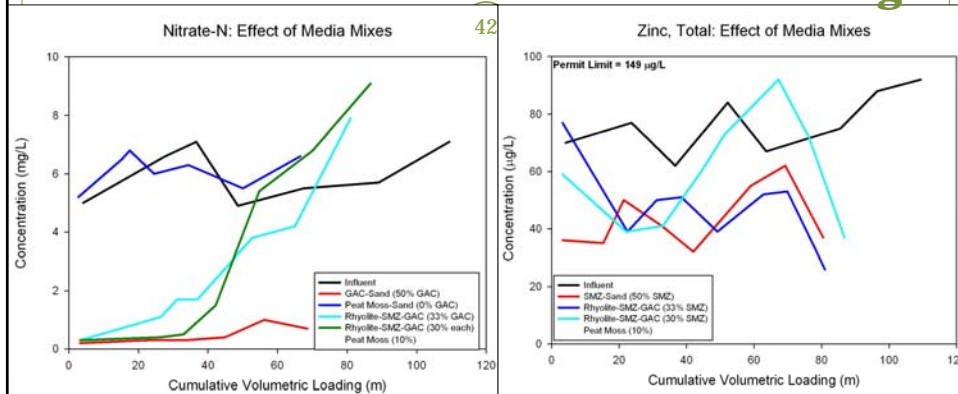 42
Nitrate-N: Effect of Media Mixes
10
8
6
4
2
0
Concentration (mg/L)
Influent
GAC-Sand (50% GAC)
Peat Moss-Sand (0% GAC)
Rhyolite-SMZ-GAC (33% GAC)
Rhyolite-SMZ-GAC (30% each)
Peat Moss (10%)
0 20 40 60 80 100 120
Cumulative Volumetric Loading (m)
Zinc, Total: Effect of Media Mixes
Permit Limit = 149 µg/L
100
80
60
40
20
0
Concentration (µg/L)
Influent
SMZ-Sand (50% SMZ)
Rhyolite-SMZ-GAC (33% SMZ)
Rhyolite-SMZ-GAC (30% SMZ)
Peat Moss (10%)
0 20 40 60 80 100 120
Cumulative Volumetric Loading (m)